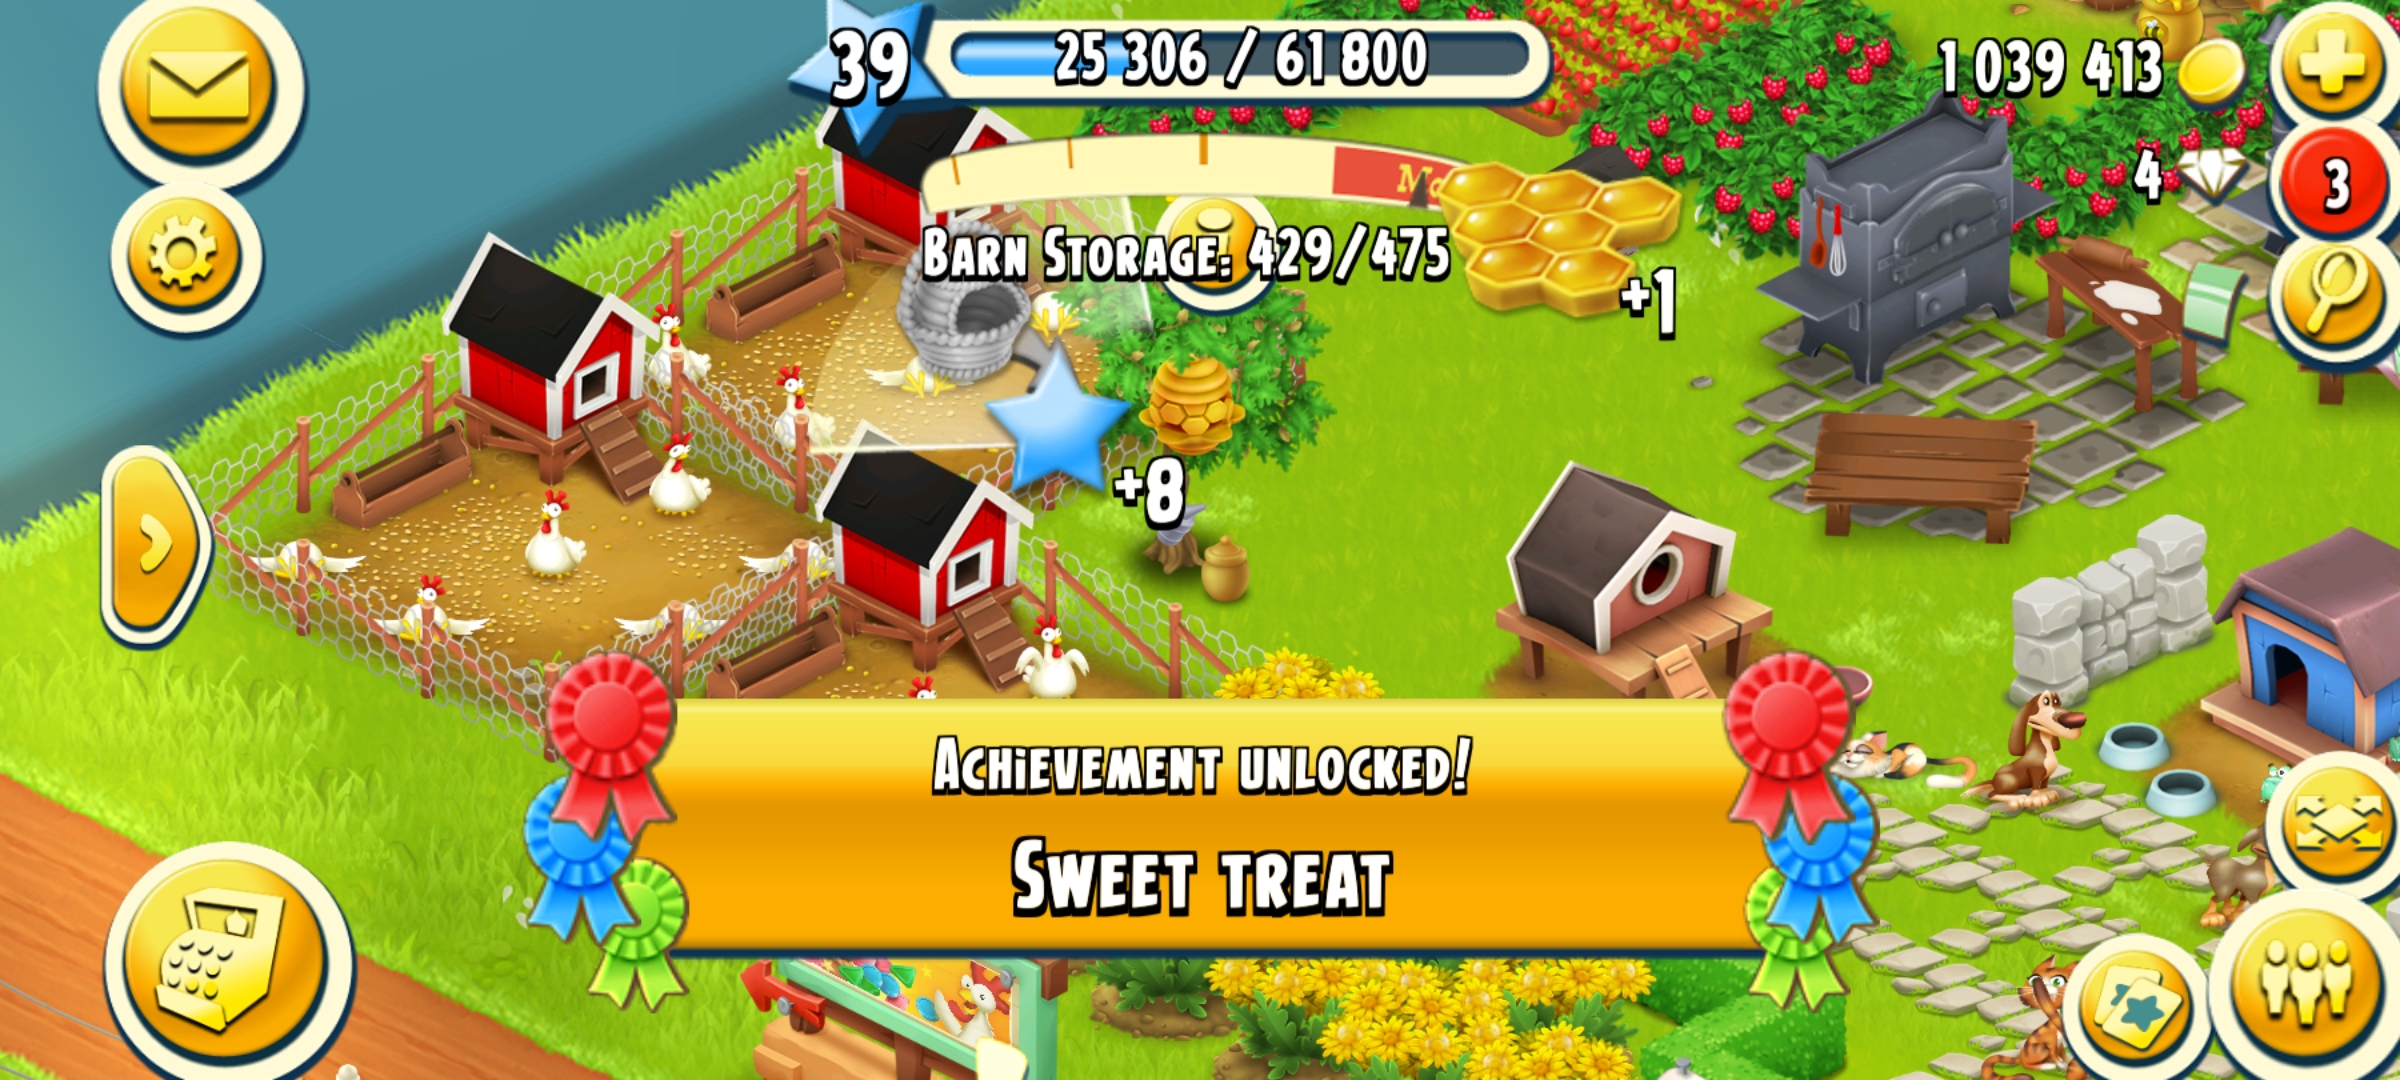 39
25 306 / 61 800
1 039 413
4
3
Barn Storage: 429/475
+1
+8
Achievement unlocked!
Sweet treat